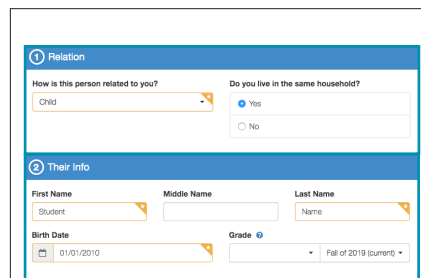 1 Relation
How is this person related to you? Do you live in the same household?
Child Yes
No
2 Their Info
First Name Middle Name Last Name
Student Name
Birth Date Grade ?
01/01/2010 Fall of 2019 (current)